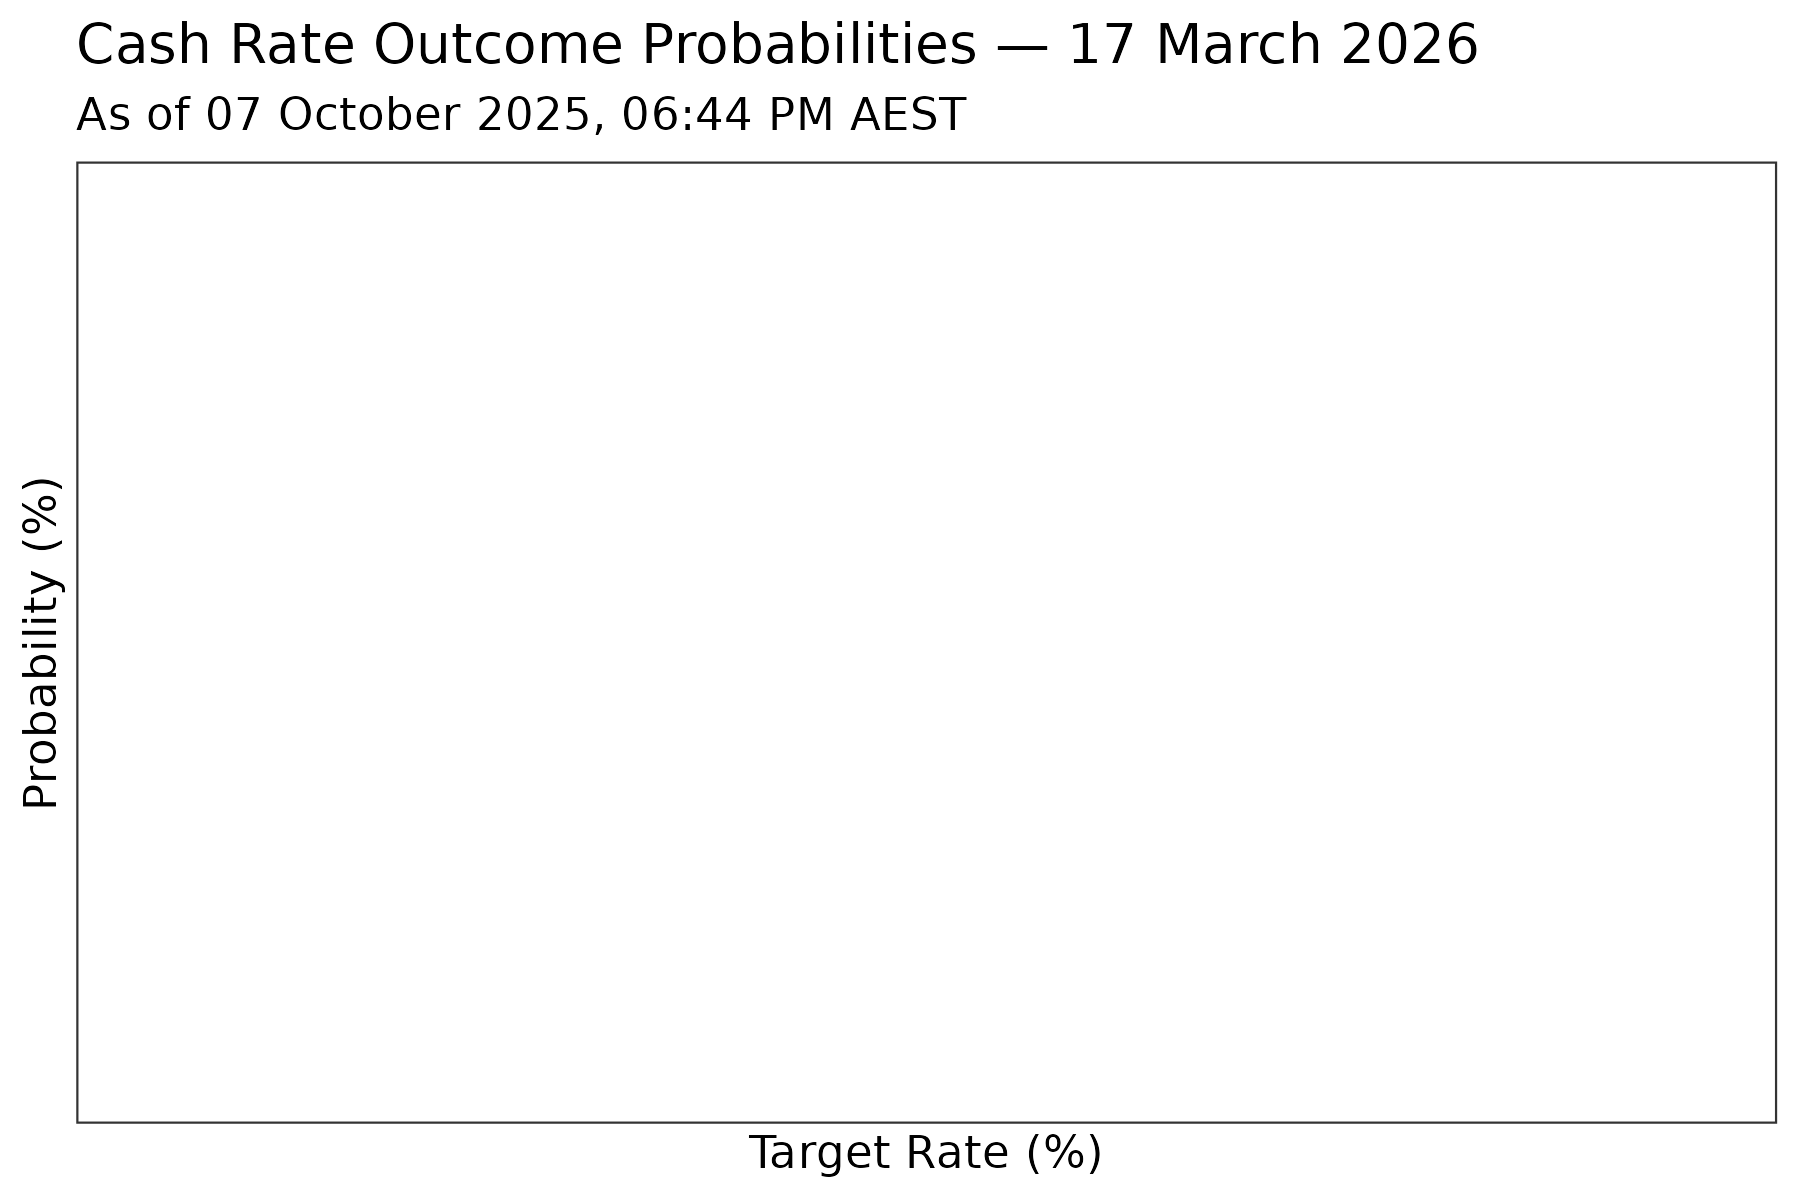 Cash Rate Outcome Probabilities — 17 March 2026
As of 07 October 2025, 06:44 PM AEST
Probability (%)
Target Rate (%)